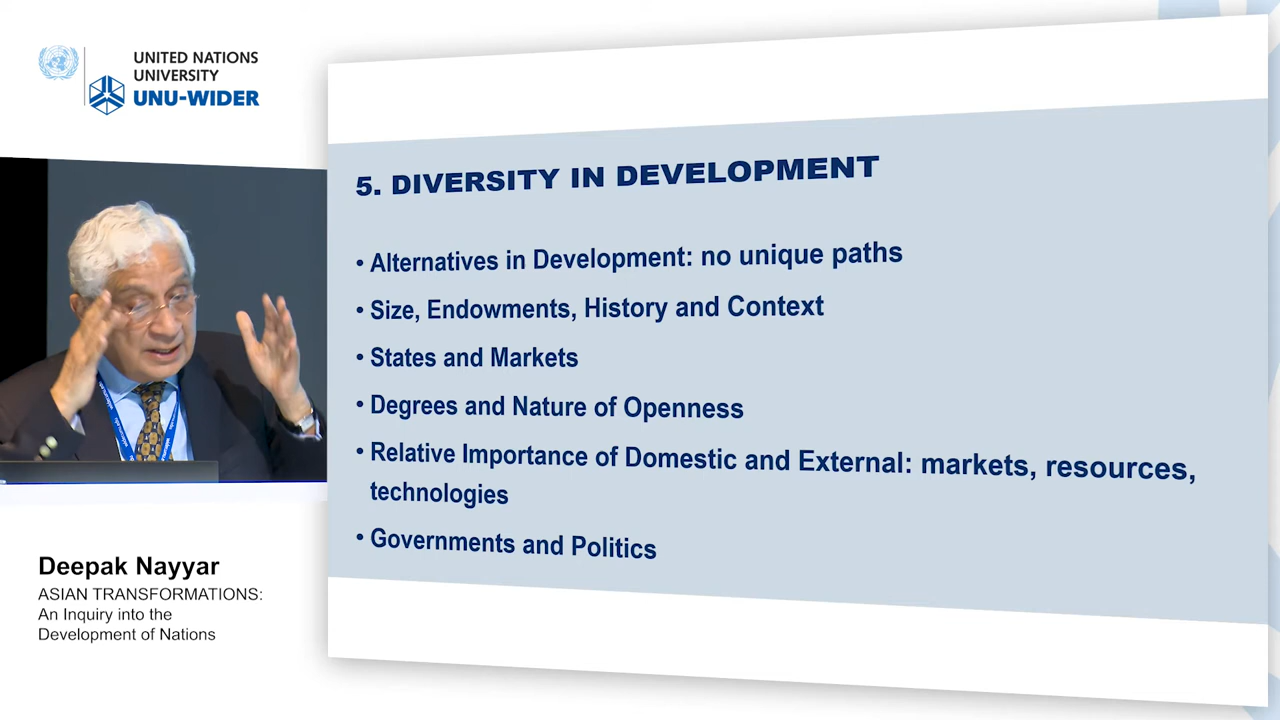 UNITED NATIONS
UNIVERSITY
UNU-WIDER
5. DIVERSITY IN DEVELOPMENT
• Alternatives in Development: no unique paths
• Size, Endowments, History and Context
• States and Markets
• Degrees and Nature of Openness
• Relative Importance of Domestic and External: markets, resources,
technologies
• Governments and Politics
Deepak Nayyar
ASIAN TRANSFORMATIONS:
An Inquiry into the
Development of Nations